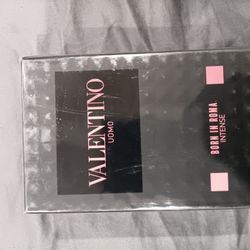 VALENTINO
UOMO
BORN IN ROMA
INTENSE